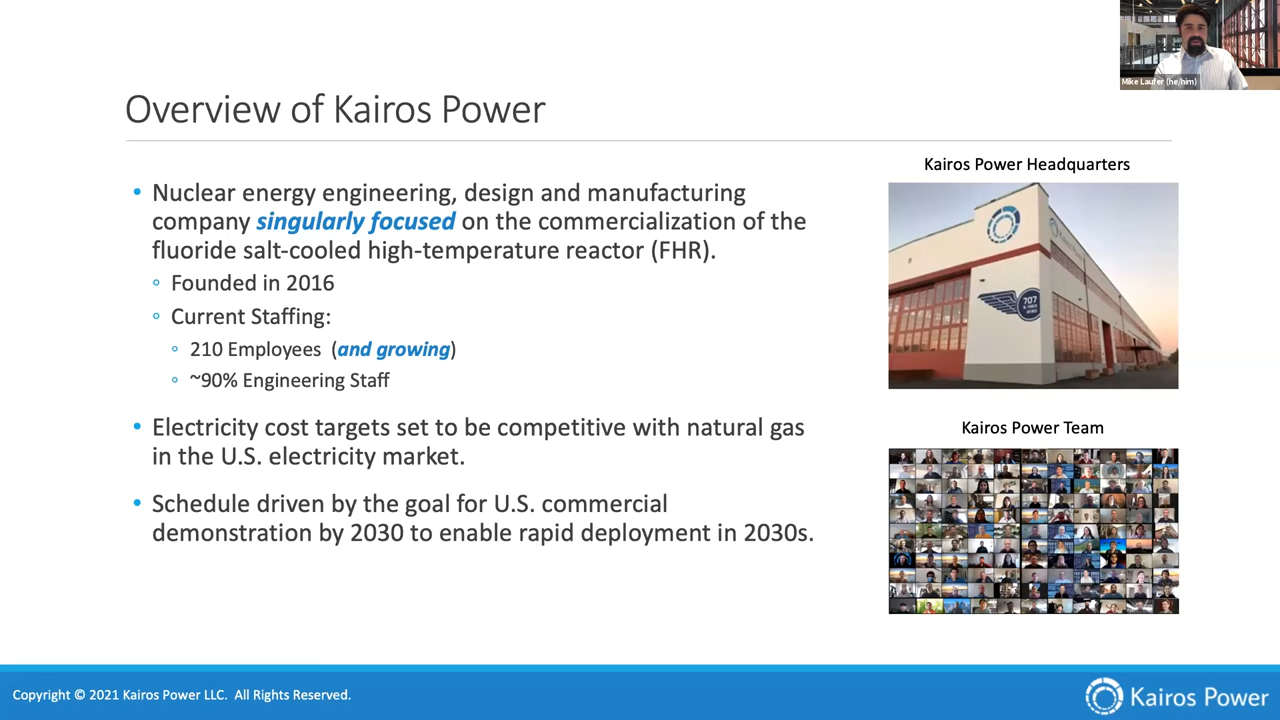 Mike Laufer (he/him)
Overview of Kairos Power
• Nuclear energy engineering, design and manufacturing
company singularly focused on the commercialization of the
fluoride salt-cooled high-temperature reactor (FHR).
◦ Founded in 2016
◦ Current Staffing:
◦ 210 Employees (and growing)
◦ ~90% Engineering Staff
• Electricity cost targets set to be competitive with natural gas
in the U.S. electricity market.
• Schedule driven by the goal for U.S. commercial
demonstration by 2030 to enable rapid deployment in 2030s.
Kairos Power Headquarters
707
Kairos Power Team
Copyright © 2021 Kairos Power LLC. All Rights Reserved.
Kairos Power